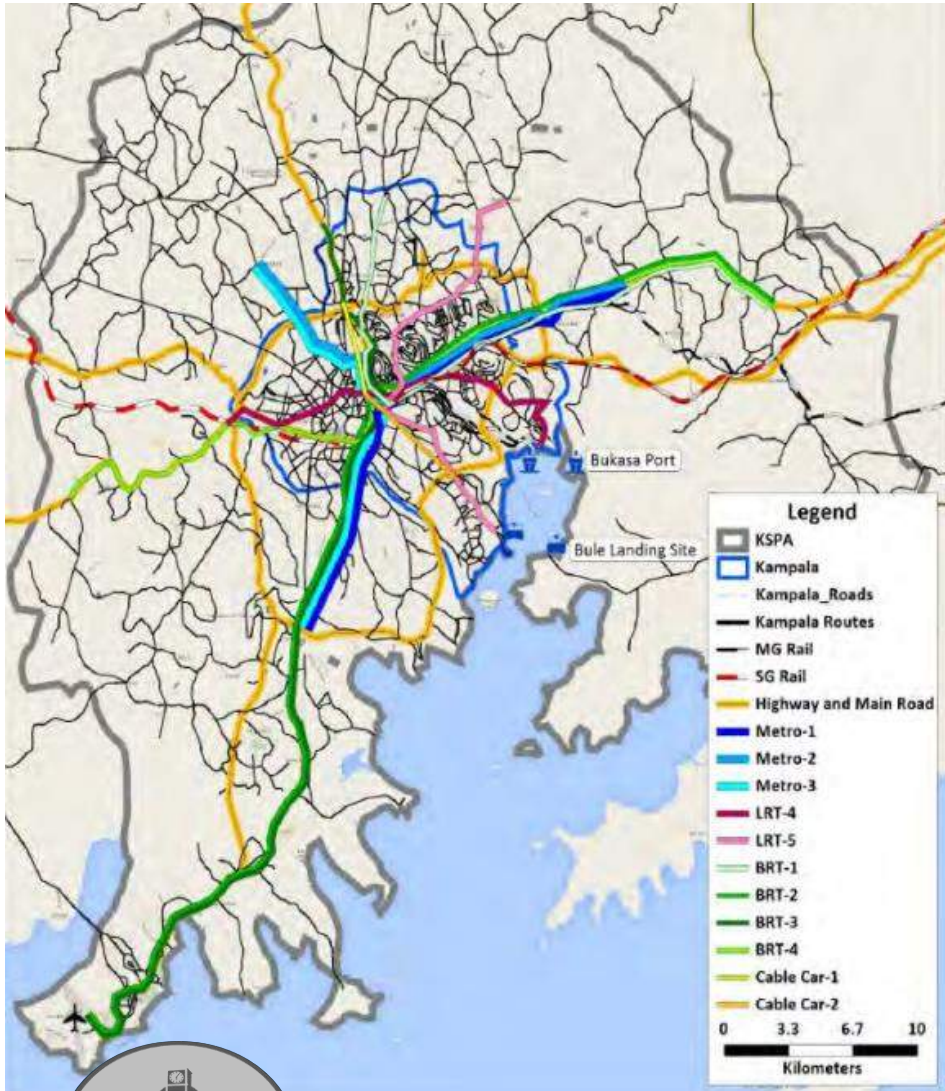 Bukasa Port
Bule Landing Site
Legend
KSPA
Kampala
Kampala_Roads
Kampala Routes
MG Rail
SG Rail
Highway and Main Road
Metro-1
Metro-2
Metro-3
LRT-4
LRT-5
BRT-1
BRT-2
BRT-3
BRT-4
Cable Car-1
Cable Car-2
0 3.3 6.7 10
Kilometers